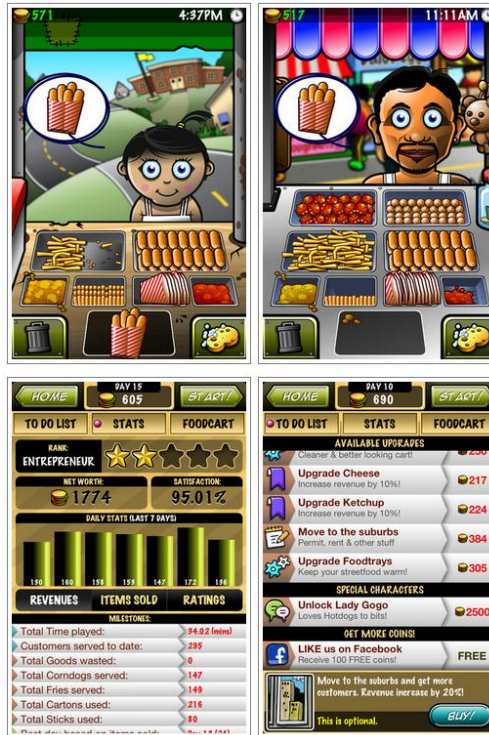 571
4:37PM
517
11:11AM
HOME
DAY 15
605
START!
TO DO LIST
STATS
FOODCART
RANK:
ENTREPRENEUR
NET WORTH:
1774
SATISFACTION:
95.01%
DAILY STATS (LAST 7 DAYS)
190 160 158 159 147 172 196
REVENUES
ITEMS SOLD
RATINGS
MILESTONES:
Total Time played: 54.02 (mins)
Customers served to date: 295
Total Goods wasted: 0
Total Corndogs served: 147
Total Fries served: 149
Total Cartons used: 216
Total Sticks used: 80
HOME
DAY 10
690
START!
TO DO LIST
STATS
FOODCART
AVAILABLE UPGRADES
Cleaner & better looking cart!
250
Upgrade Cheese
Increase revenue by 10%!
217
Upgrade Ketchup
Increase revenue by 10%!
224
Move to the suburbs
Permit, rent & other stuff
384
Upgrade Foodtrays
Keep your streetfood warm!
305
SPECIAL CHARACTERS
Unlock Lady Gogo
Loves Hotdogs to bits!
2500
GET MORE COINS!
LIKE us on Facebook
Receive 100 FREE coins!
FREE
Move to the suburbs and get more
customers. Revenue increase by 20%!
This is optional.
BUY!